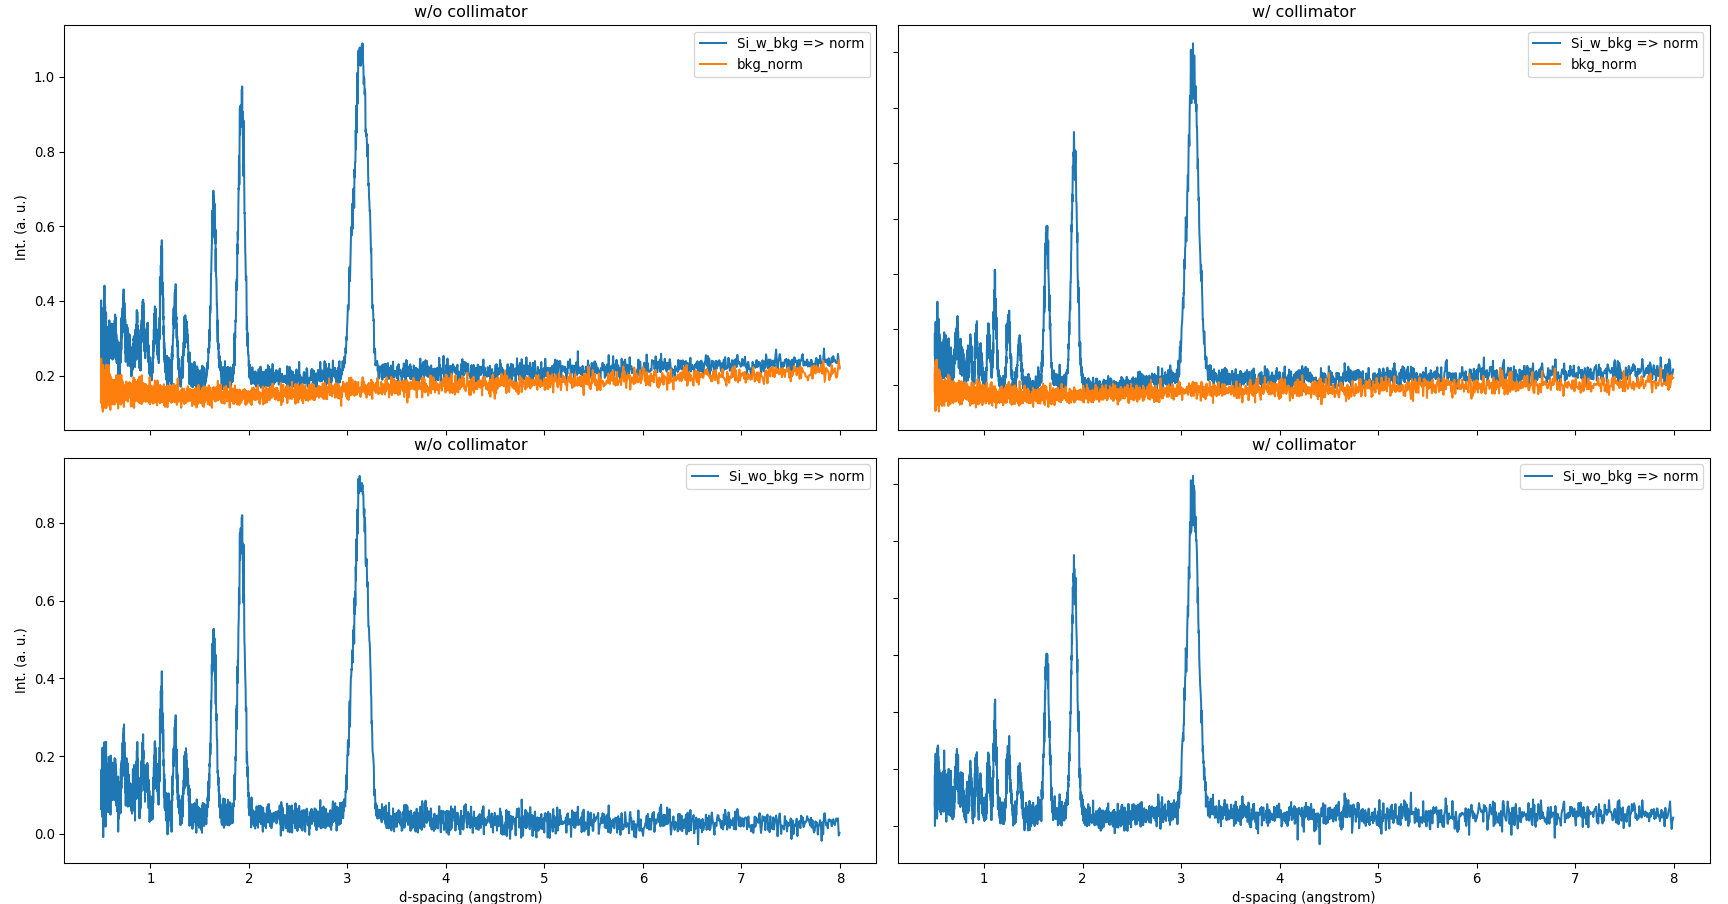 w/o collimator
w/ collimator
Si_w_bkg => norm
bkg_norm
Si_w_bkg => norm
bkg_norm
1.0
0.8
0.6
0.4
0.2
Int. (a. u.)
w/o collimator
w/ collimator
Si_wo_bkg => norm
Si_wo_bkg => norm
0.8
0.6
0.4
0.2
0.0
Int. (a. u.)
1 2 3 4 5 6 7 8
1 2 3 4 5 6 7 8
d-spacing (angstrom)
d-spacing (angstrom)